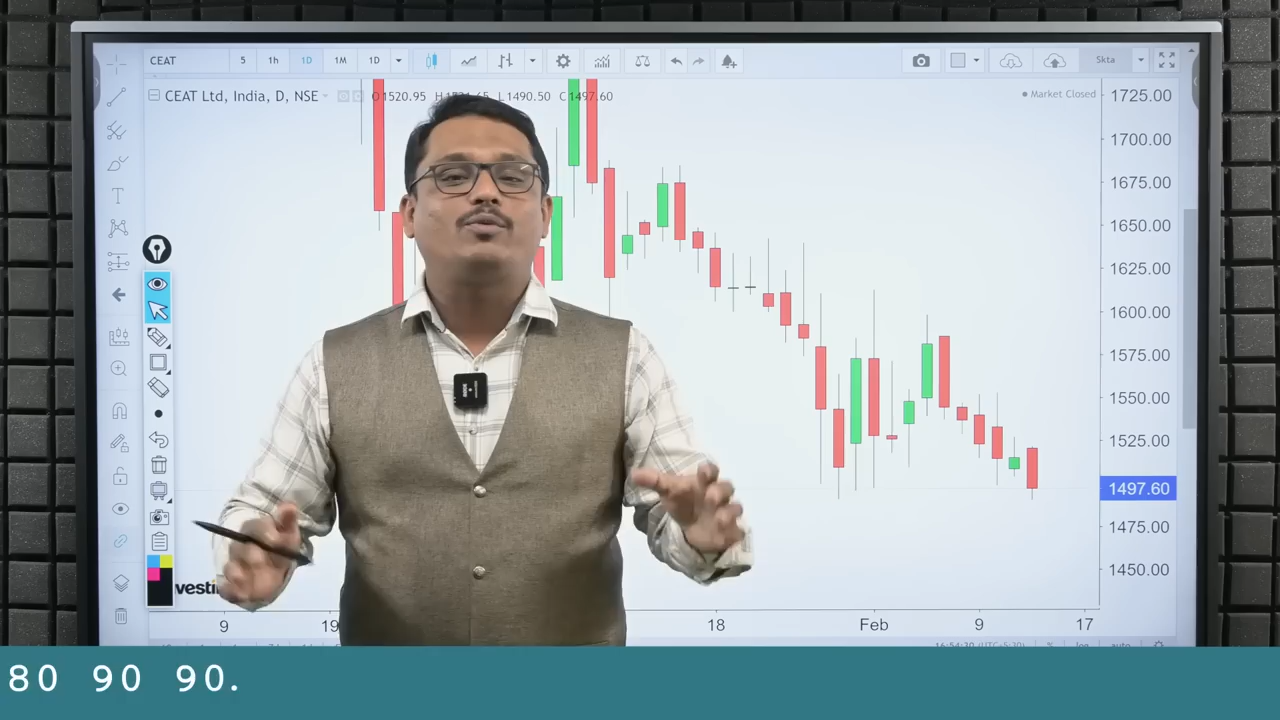 CEAT 5 1h 1D 1M 1D Skta
CEAT Ltd, India, D, NSE O1520.95 L1490.50 C1497.60
Market Closed
1725.00
1700.00
1675.00
1650.00
1625.00
1600.00
1575.00
1550.00
1525.00
1497.60
1475.00
1450.00
T
9 19 18 Feb 9 17
80 90 90.